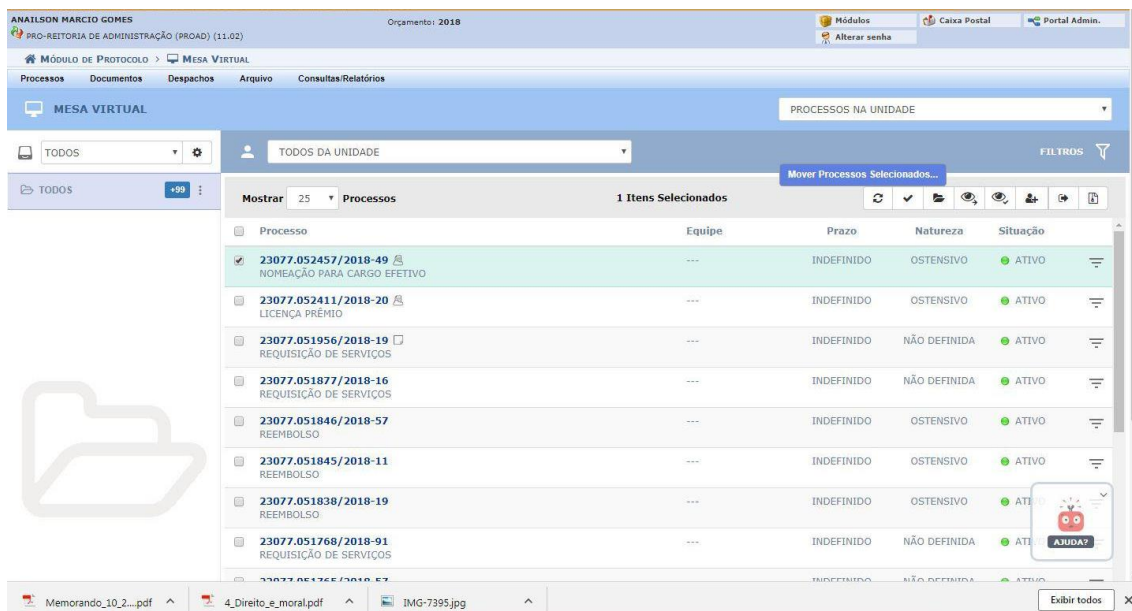 ANAILSON MARCIO GOMES
Orçamento: 2018
Módulos
Caixa Postal
Portal Admin.
PRO-REITORIA DE ADMINISTRAÇÃO (PROAD) (11.02)
Alterar senha
MÓDULO DE PROTOCOLO > MESA VIRTUAL
Processos Documentos Despachos Arquivo Consultas/Relatórios
MESA VIRTUAL
PROCESSOS NA UNIDADE
TODOS
TODOS DA UNIDADE
FILTROS
Mover Processos Selecionados...
TODOS +99
Mostrar 25 Processos
1 Itens Selecionados
Processo Equipe Prazo Natureza Situação
23077.052457/2018-49 --- INDEFINIDO OSTENSIVO ATIVO
NOMEAÇÃO PARA CARGO EFETIVO
23077.052411/2018-20 --- INDEFINIDO OSTENSIVO ATIVO
LICENÇA PRÊMIO
23077.051956/2018-19 --- INDEFINIDO NÃO DEFINIDA ATIVO
REQUISIÇÃO DE SERVIÇOS
23077.051877/2018-16 --- INDEFINIDO NÃO DEFINIDA ATIVO
REQUISIÇÃO DE SERVIÇOS
23077.051846/2018-57 --- INDEFINIDO OSTENSIVO ATIVO
REEMBOLSO
23077.051845/2018-11 --- INDEFINIDO OSTENSIVO ATIVO
REEMBOLSO
23077.051838/2018-19 --- INDEFINIDO OSTENSIVO
REEMBOLSO
23077.051768/2018-91 --- INDEFINIDO NÃO DEFINIDA
REQUISIÇÃO DE SERVIÇOS
AJUDA?
Memorando_10_2....pdf
4_Direito_e_moral.pdf
IMG-7395.jpg
Exibir todos